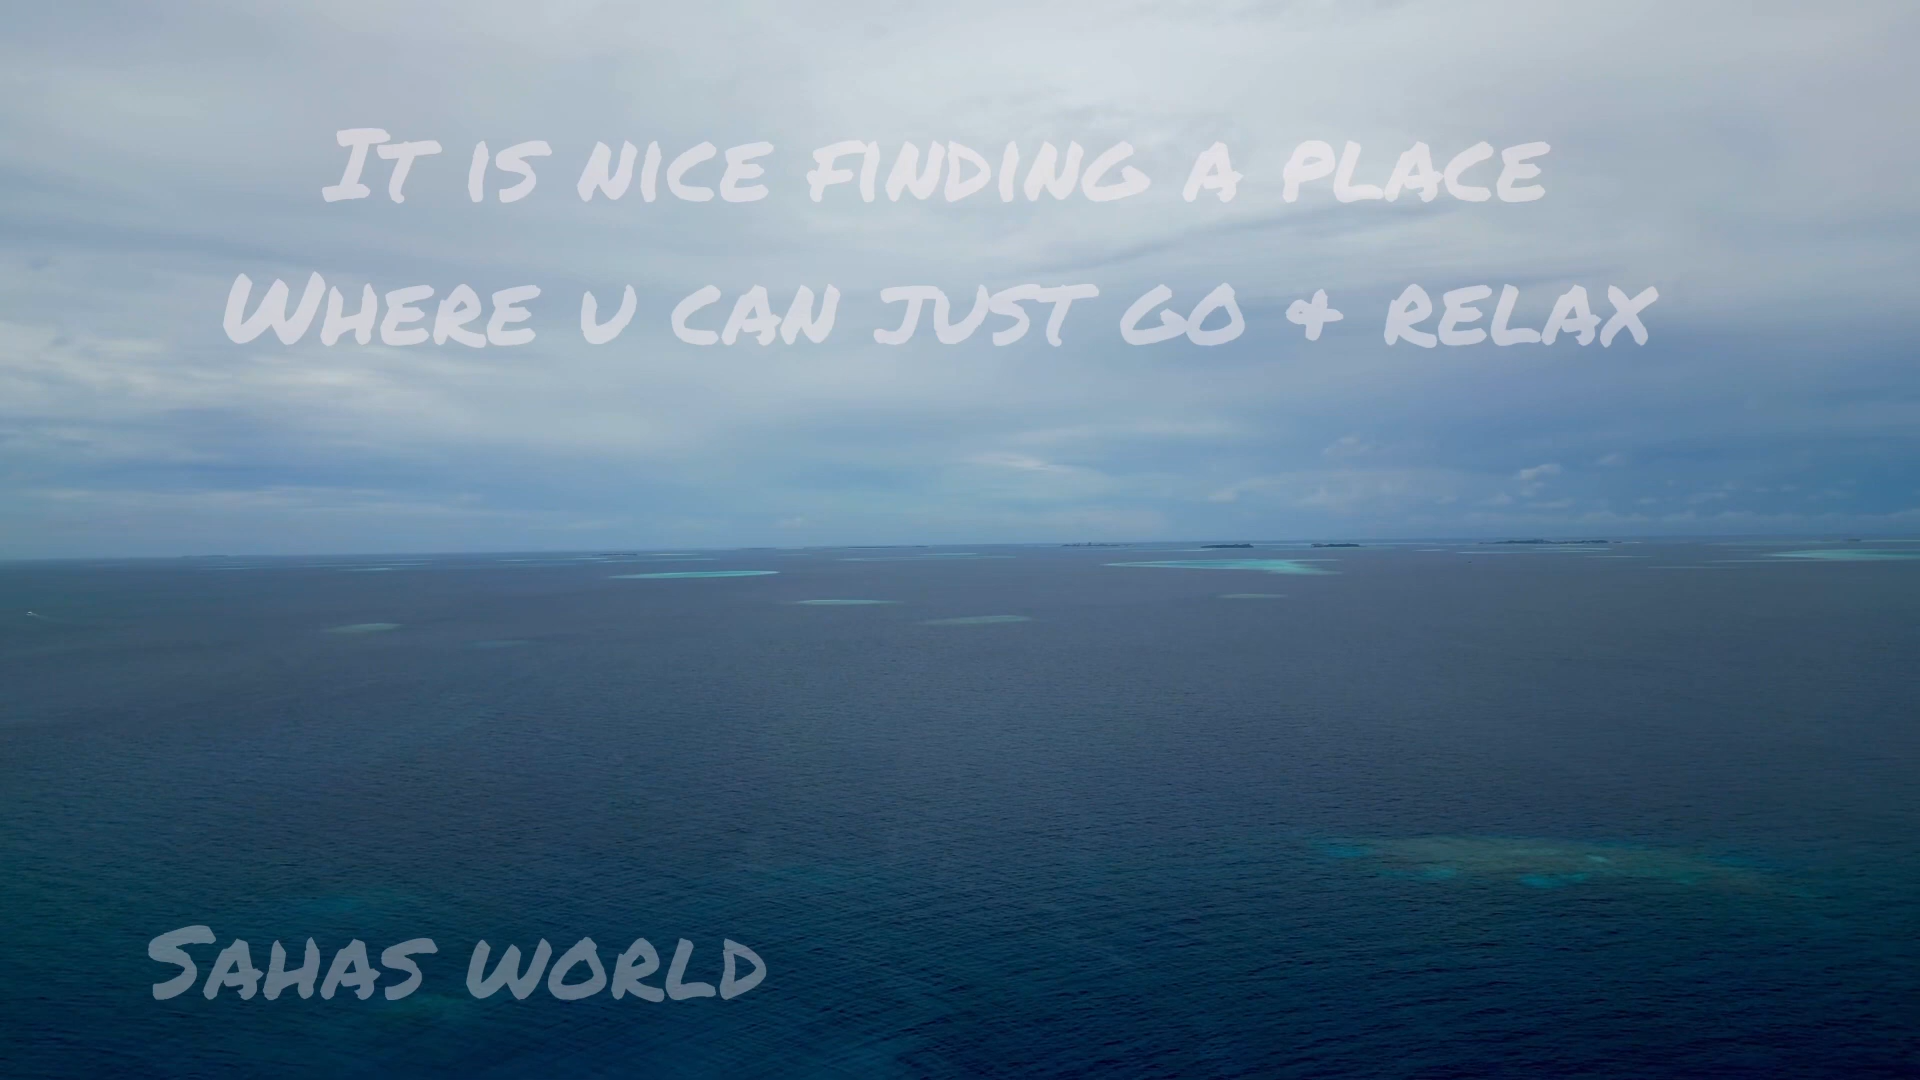 It is nice finding a place
Where u can just go & relax
Sahas world